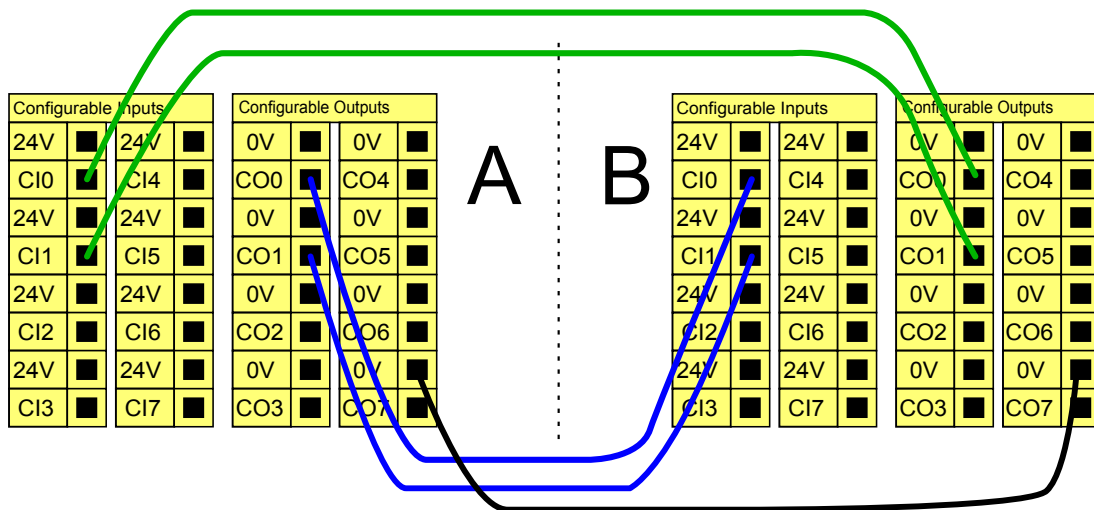 Configurable Inputs Configurable Outputs A B Configurable Inputs Configurable Outputs
24V 24V 0V 0V 24V 24V 0V 0V
CI0 CI4 CO0 CO4 CI0 CI4 CO0 CO4
24V 24V 0V 0V 24V 24V 0V 0V
CI1 CI5 CO1 CO5 CI1 CI5 CO1 CO5
24V 24V 0V 0V 24V 24V 0V 0V
CI2 CI6 CO2 CO6 CI2 CI6 CO2 CO6
24V 24V 0V 0V 24V 24V 0V 0V
CI3 CI7 CO3 CO7 CI3 CI7 CO3 CO7